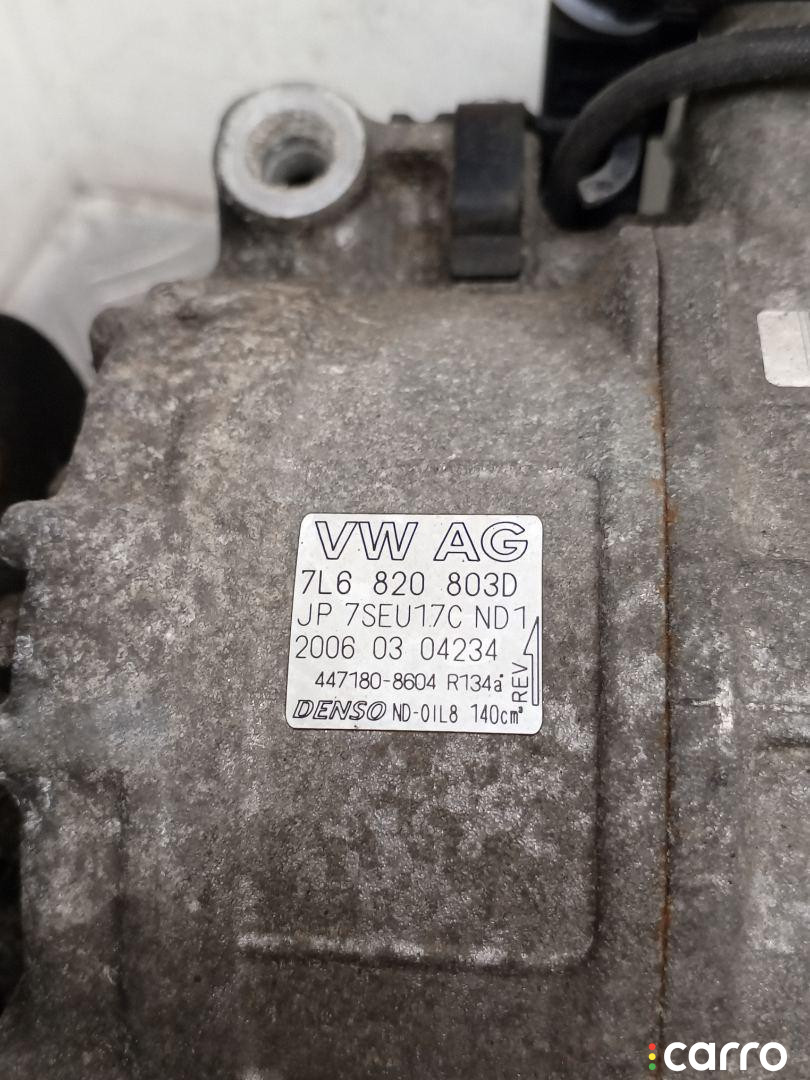 VW AG
7L6 820 803D
JP 7SEU17C ND1
2006 03 04234
447180-8604 R134a
REV
DENSO ND-OIL8 140cm³
carro